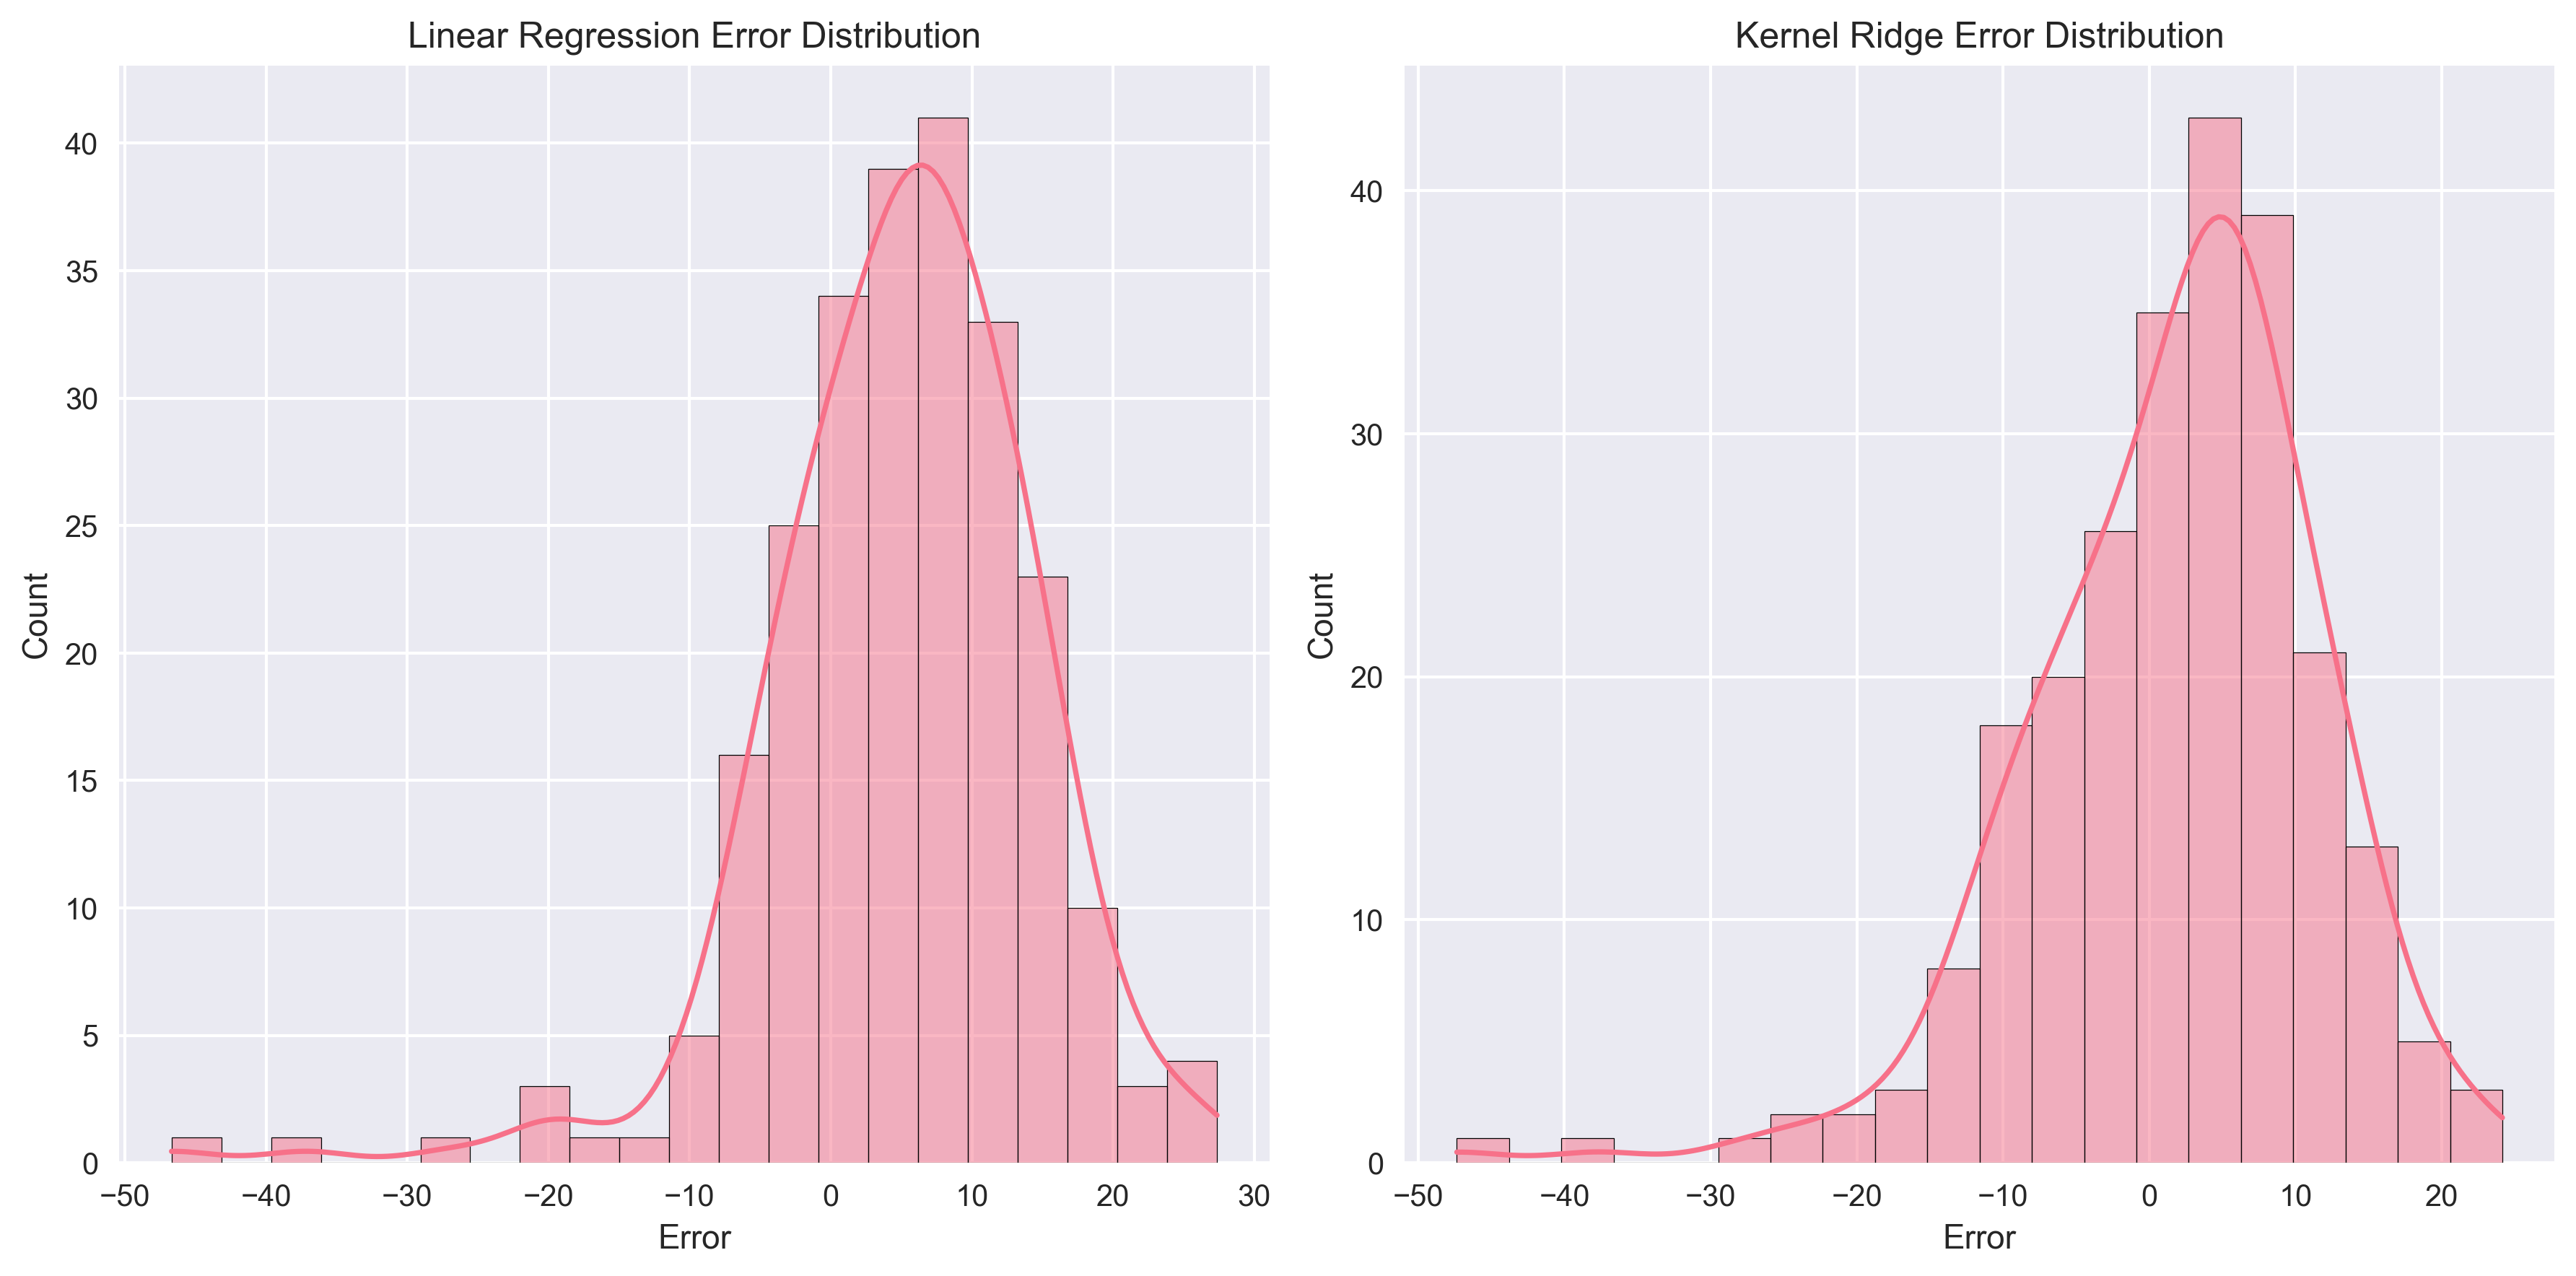 Linear Regression Error Distribution
Count
40
35
30
25
20
15
10
5
0
−50 −40 −30 −20 −10 0 10 20 30
Error
Kernel Ridge Error Distribution
Count
40
30
20
10
0
−50 −40 −30 −20 −10 0 10 20
Error